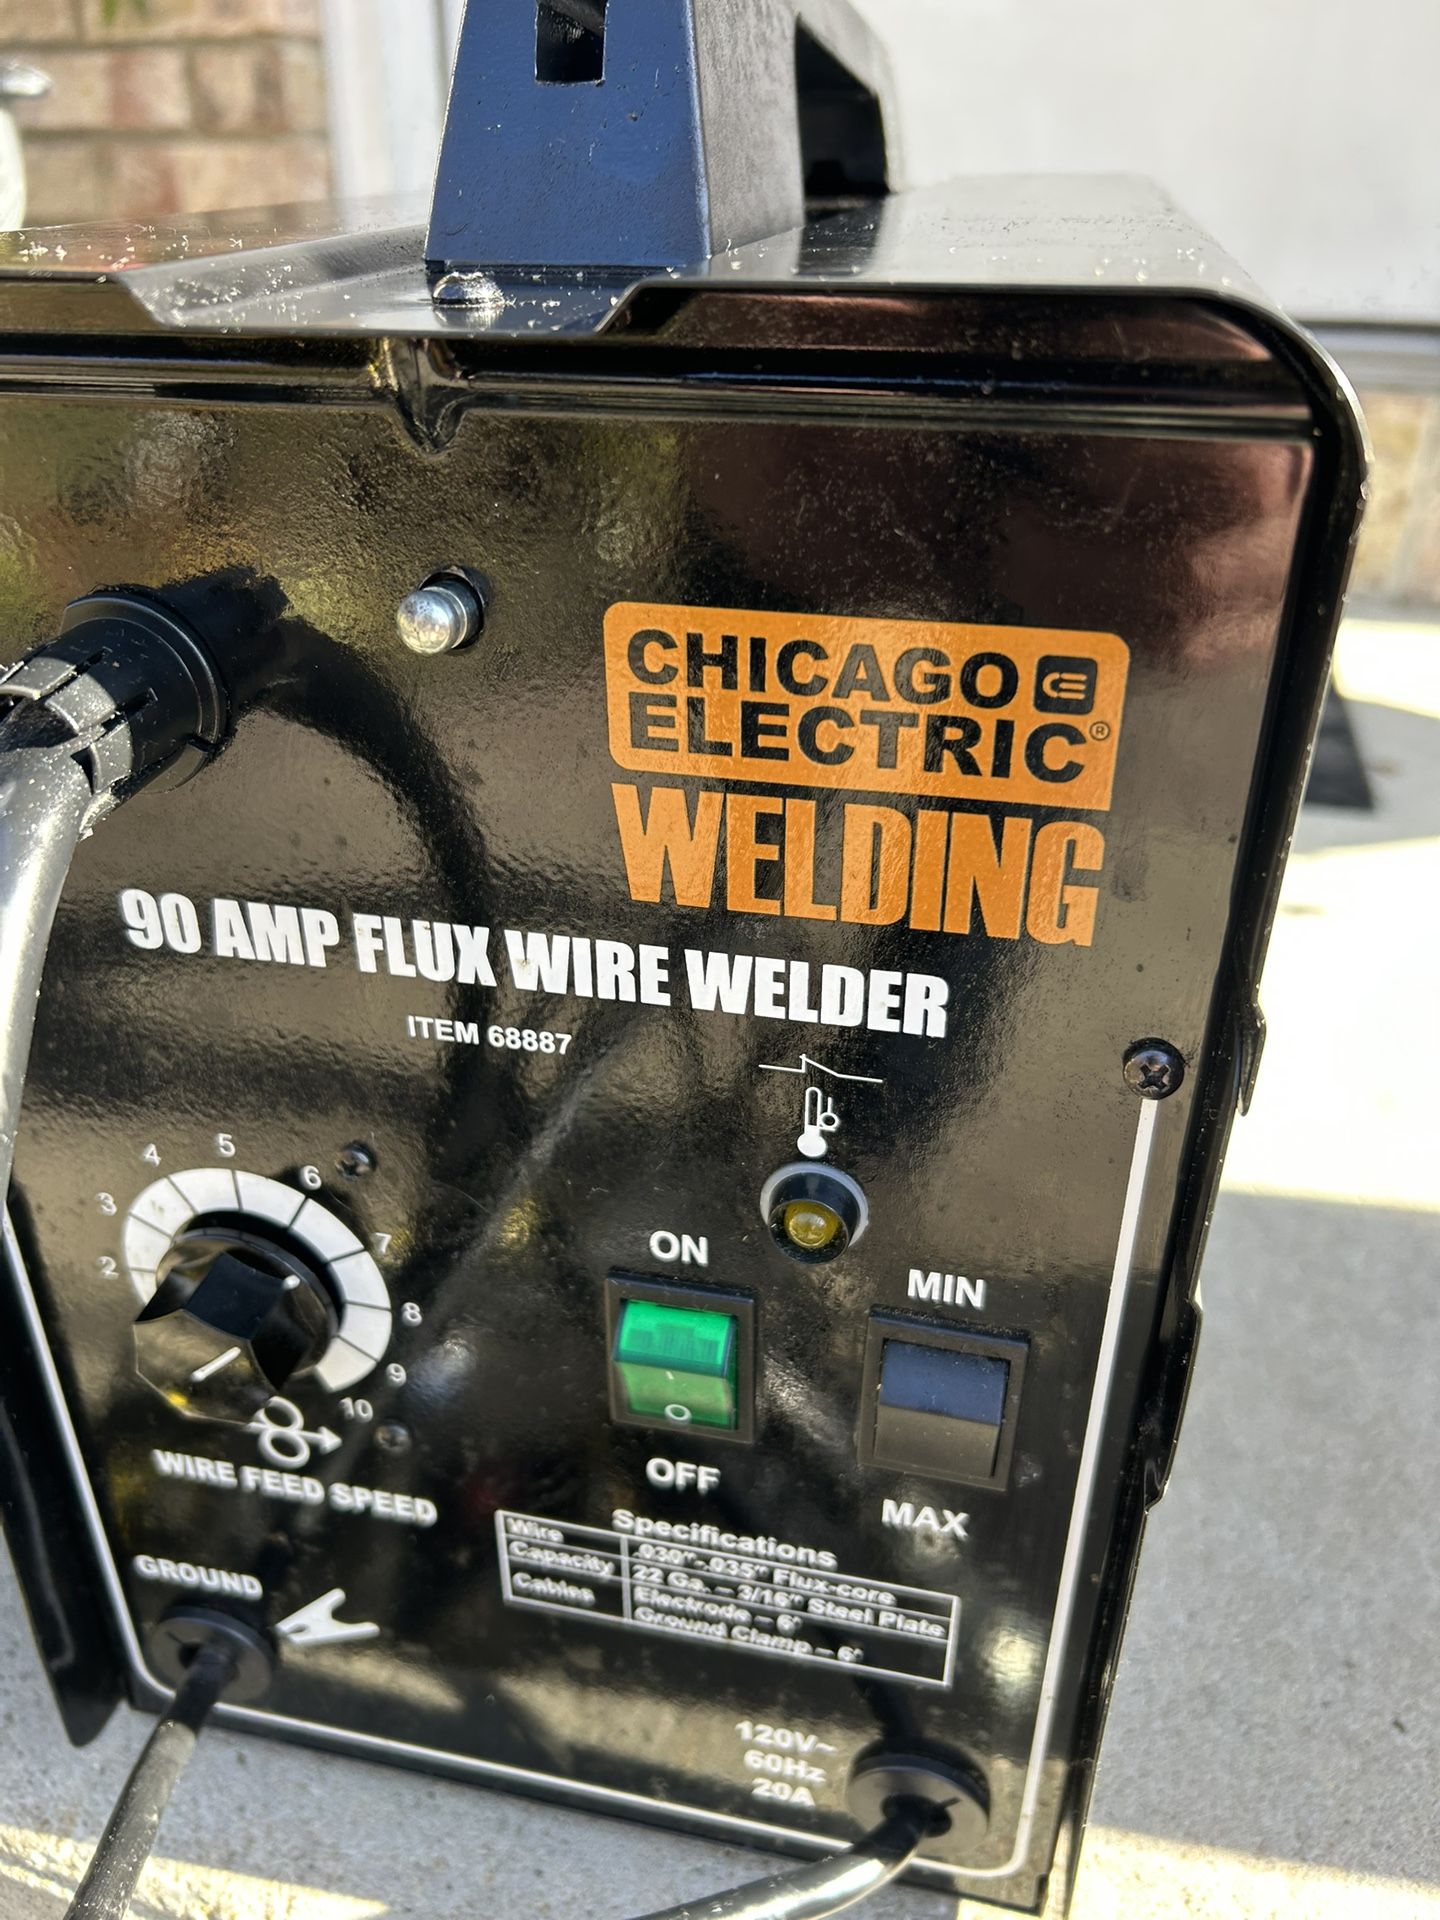 CHICAGO CE
ELECTRIC®
WELDING
90 AMP FLUX WIRE WELDER
ITEM 68887
2 3 4 5 6 7 8 9 10
WIRE FEED SPEED
ON
O
OFF
MIN
MAX
GROUND
Specifications
Wire .030"-.035" Flux-core
Capacity 22 Ga. – 3/16" Steel Plate
Cables Electrode – 6'
Ground Clamp – 6'
120V~
60Hz
20A